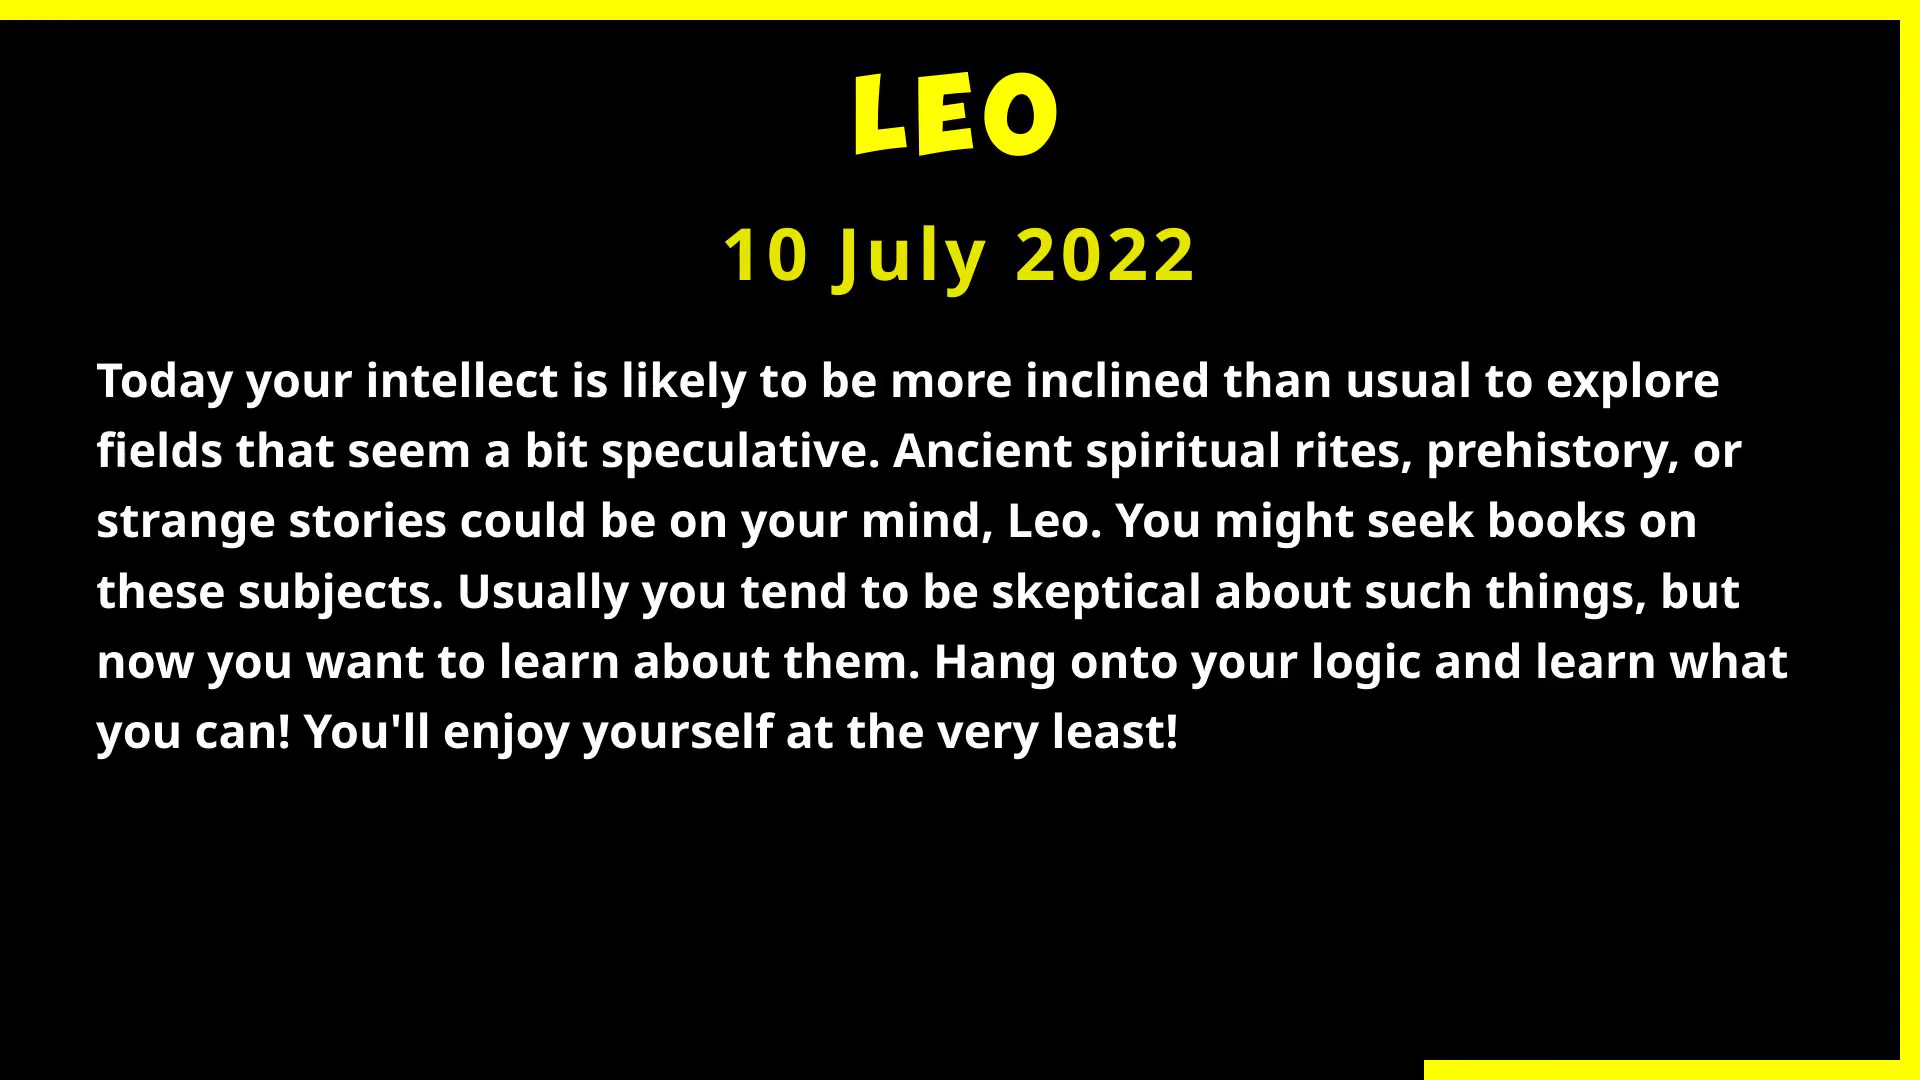 LEO
10 July 2022
Today your intellect is likely to be more inclined than usual to explore
fields that seem a bit speculative. Ancient spiritual rites, prehistory, or
strange stories could be on your mind, Leo. You might seek books on
these subjects. Usually you tend to be skeptical about such things, but
now you want to learn about them. Hang onto your logic and learn what
you can! You'll enjoy yourself at the very least!